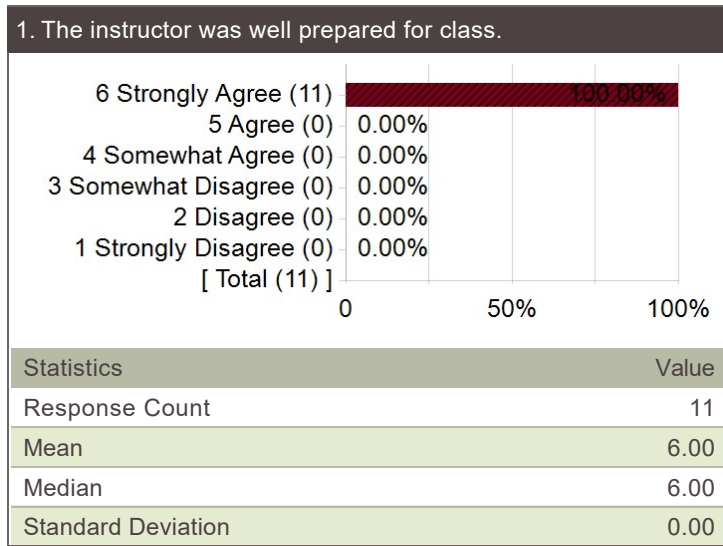 1. The instructor was well prepared for class.
6 Strongly Agree (11) 100.00%
5 Agree (0) 0.00%
4 Somewhat Agree (0) 0.00%
3 Somewhat Disagree (0) 0.00%
2 Disagree (0) 0.00%
1 Strongly Disagree (0) 0.00%
[ Total (11) ]
0 50% 100%
Statistics Value
Response Count 11
Mean 6.00
Median 6.00
Standard Deviation 0.00